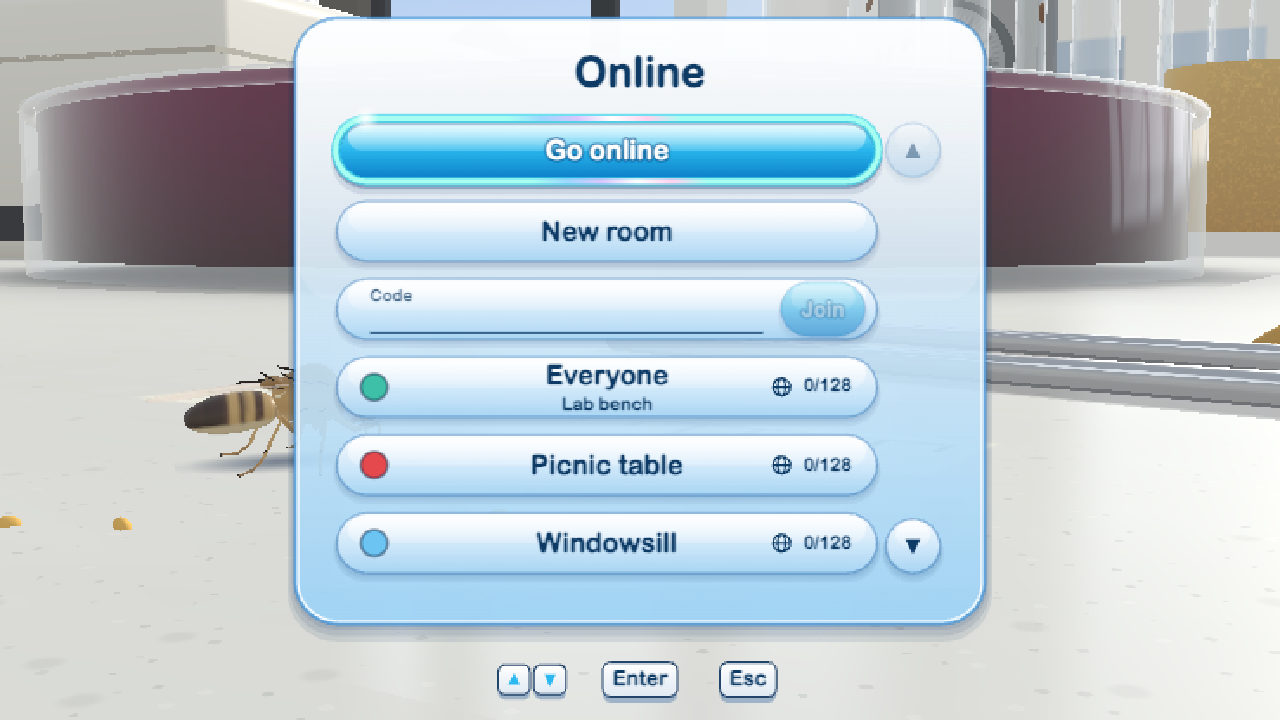 Online
Go online
▲
New room
Code
Join
Everyone
Lab bench
0/128
Picnic table
0/128
Windowsill
0/128
▼
▲ ▼ Enter Esc